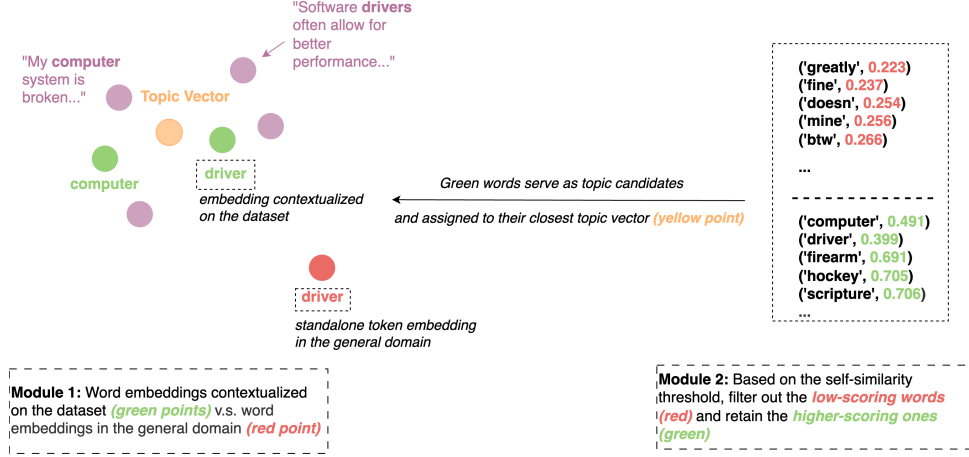 "Software drivers
often allow for
better
performance..."
"My computer
system is
broken..."
Topic Vector
driver
computer
embedding contextualized
on the dataset
driver
standalone token embedding
in the general domain
Green words serve as topic candidates
and assigned to their closest topic vector (yellow point)
('greatly', 0.223)
('fine', 0.237)
('doesn', 0.254)
('mine', 0.256)
('btw', 0.266)
...
('computer', 0.491)
('driver', 0.399)
('firearm', 0.691)
('hockey', 0.705)
('scripture', 0.706)
...
Module 1: Word embeddings contextualized
on the dataset (green points) v.s. word
embeddings in the general domain (red point)
Module 2: Based on the self-similarity
threshold, filter out the low-scoring words
(red) and retain the higher-scoring ones
(green)